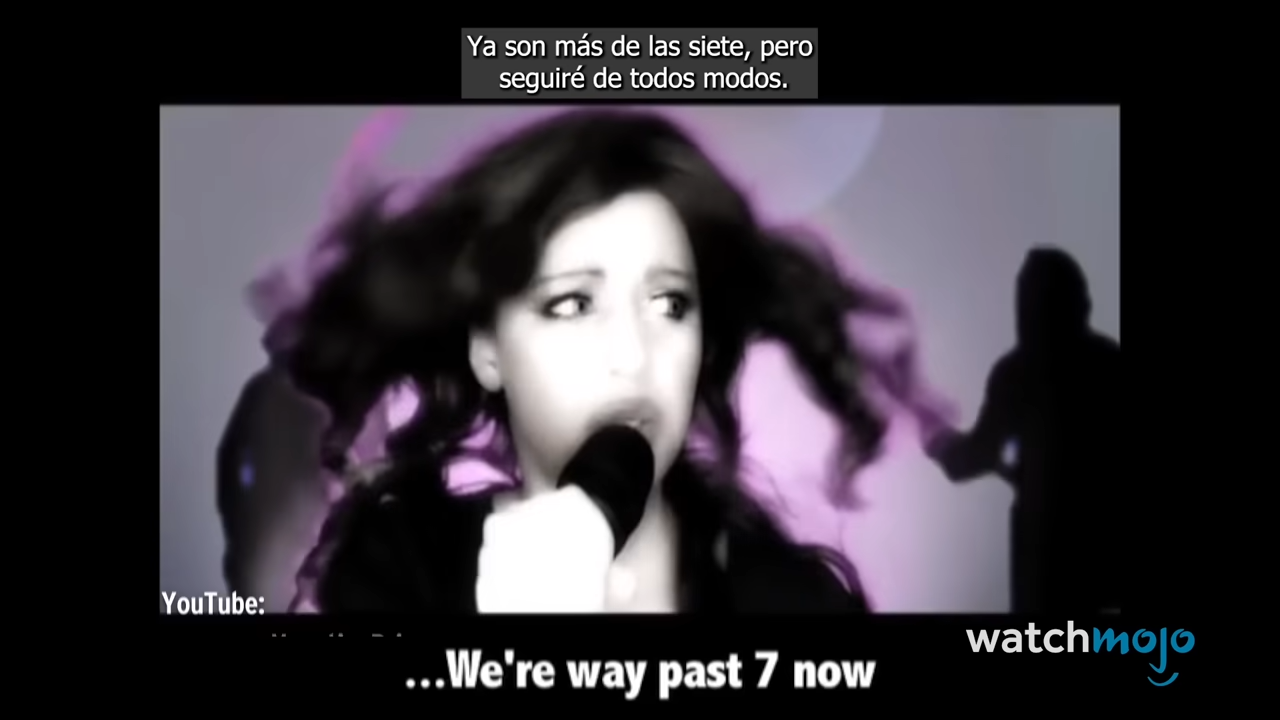 Ya son más de las siete, pero
seguiré de todos modos.
YouTube:
...We're way past 7 now
watchmojo